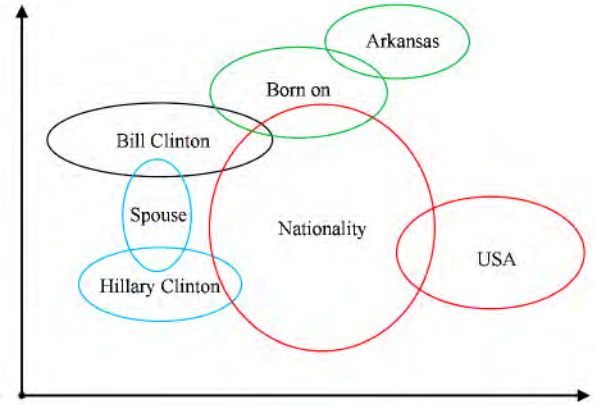 Arkansas
Born on
Bill Clinton
Spouse
Nationality
USA
Hillary Clinton